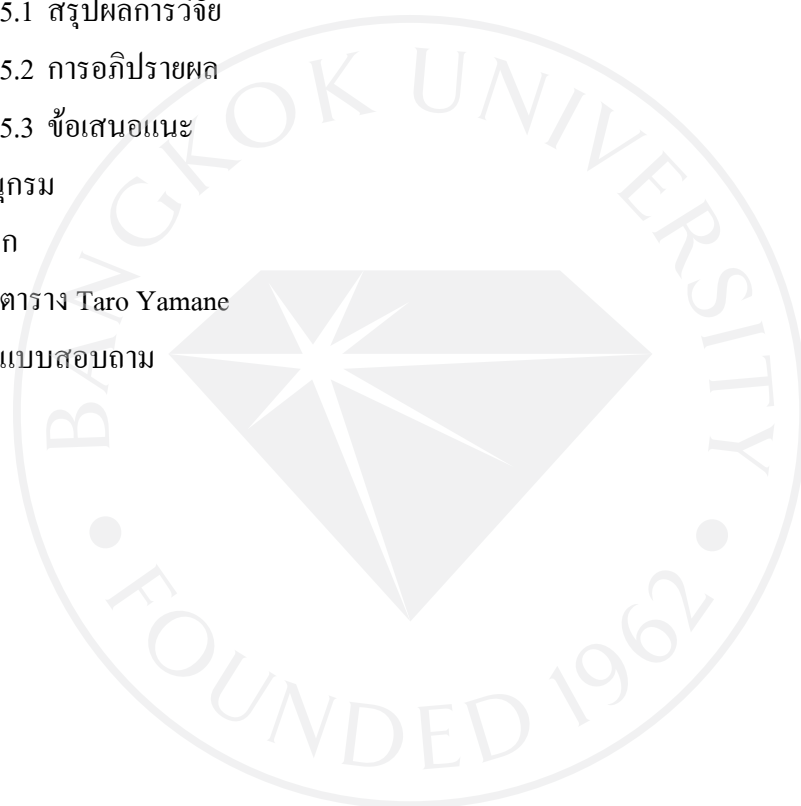 5.1 สรุปผลการวิจัย
5.2 การอภิปรายผล
5.3 ข้อเสนอแนะ
นุกรม
ก
ตาราง Taro Yamane
แบบสอบถาม
BANGKOK UNIVERSITY
FOUNDED 1962